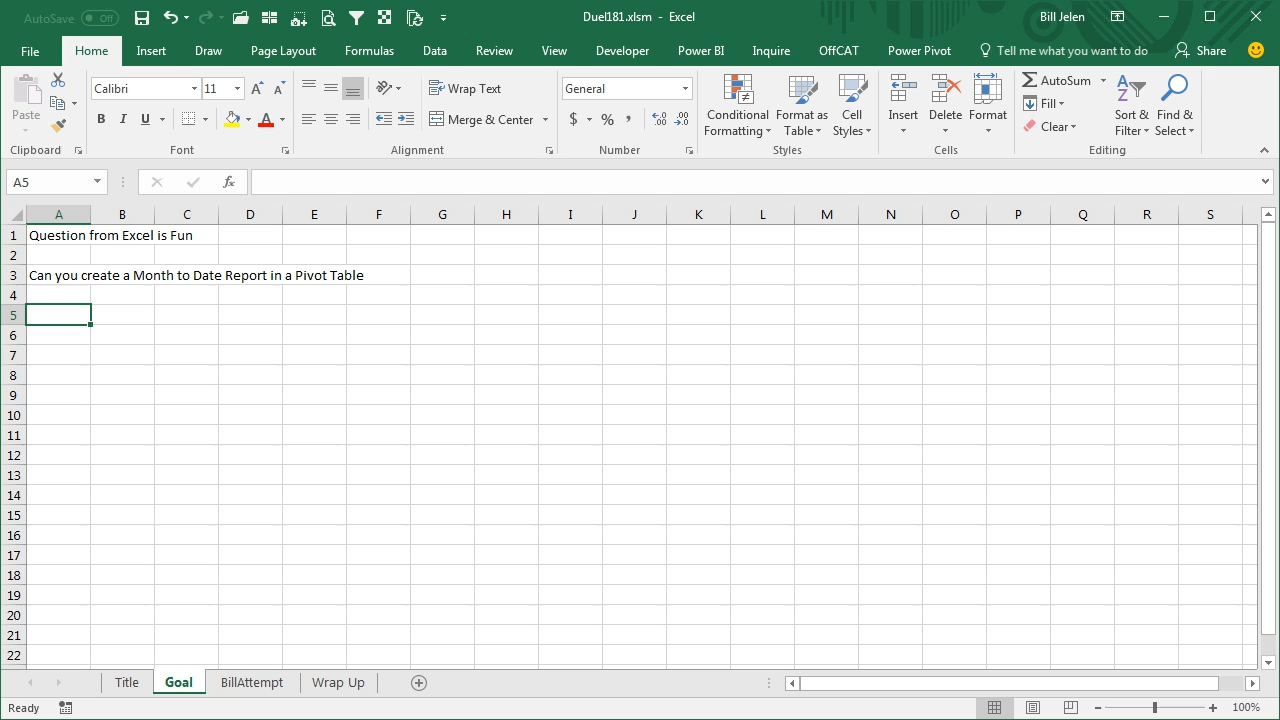 AutoSave Off Duel181.xlsm - Excel Bill Jelen
File Home Insert Draw Page Layout Formulas Data Review View Developer Power BI Inquire OffCAT Power Pivot Tell me what you want to do Share
Paste
Clipboard
Calibri 11
B I U A
Font
Wrap Text
Merge & Center
Alignment
General
$ % ,
Number
Conditional Formatting
Format as Table
Cell Styles
Styles
Insert Delete Format
Cells
AutoSum
Fill
Clear
Sort & Filter
Find & Select
Editing
A5 fx
A B C D E F G H I J K L M N O P Q R S
1 Question from Excel is Fun
2
3 Can you create a Month to Date Report in a Pivot Table
4
5
6
7
8
9
10
11
12
13
14
15
16
17
18
19
20
21
22
Title Goal BillAttempt Wrap Up
Ready 100%